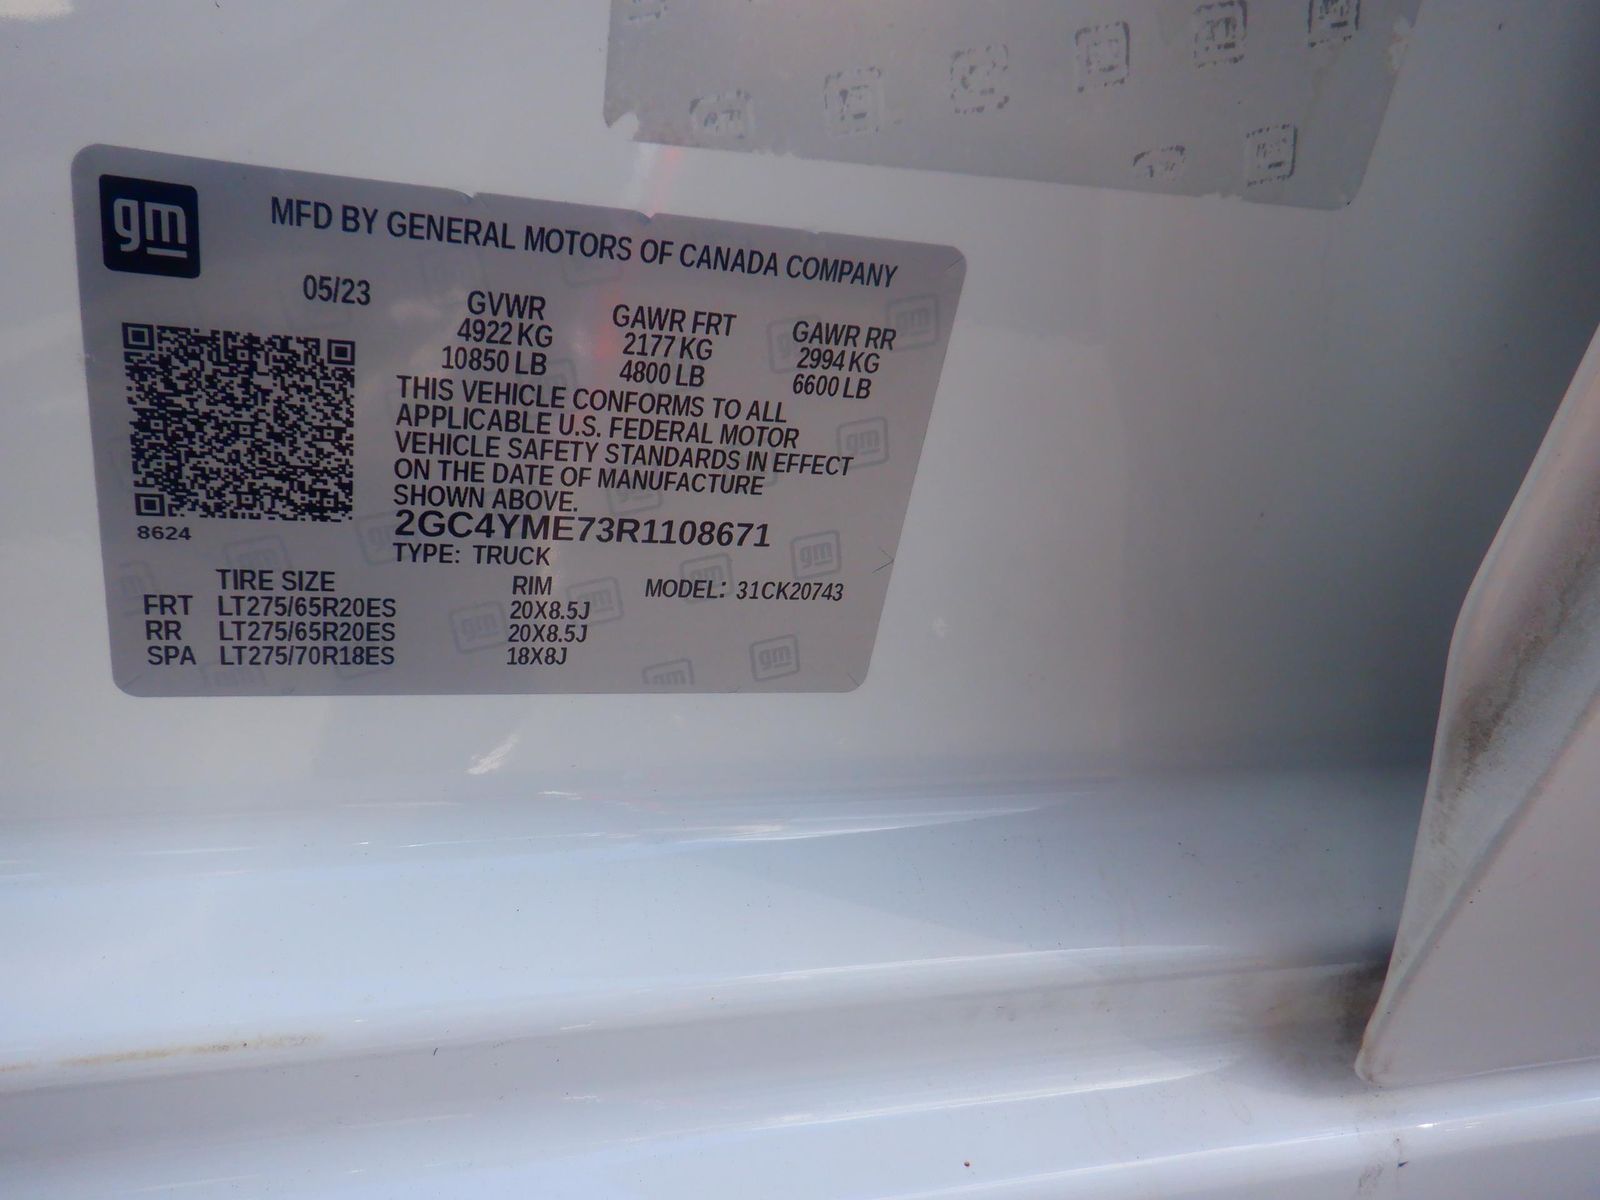 gm
MFD BY GENERAL MOTORS OF CANADA COMPANY
05/23
GVWR GAWR FRT GAWR RR
4922 KG 2177 KG 2994 KG
10850 LB 4800 LB 6600 LB
THIS VEHICLE CONFORMS TO ALL
APPLICABLE U.S. FEDERAL MOTOR
VEHICLE SAFETY STANDARDS IN EFFECT
ON THE DATE OF MANUFACTURE
SHOWN ABOVE.
8624
2GC4YME73R1108671
TYPE: TRUCK
TIRE SIZE RIM MODEL: 31CK20743
FRT LT275/65R20ES 20X8.5J
RR LT275/65R20ES 20X8.5J
SPA LT275/70R18ES 18X8J